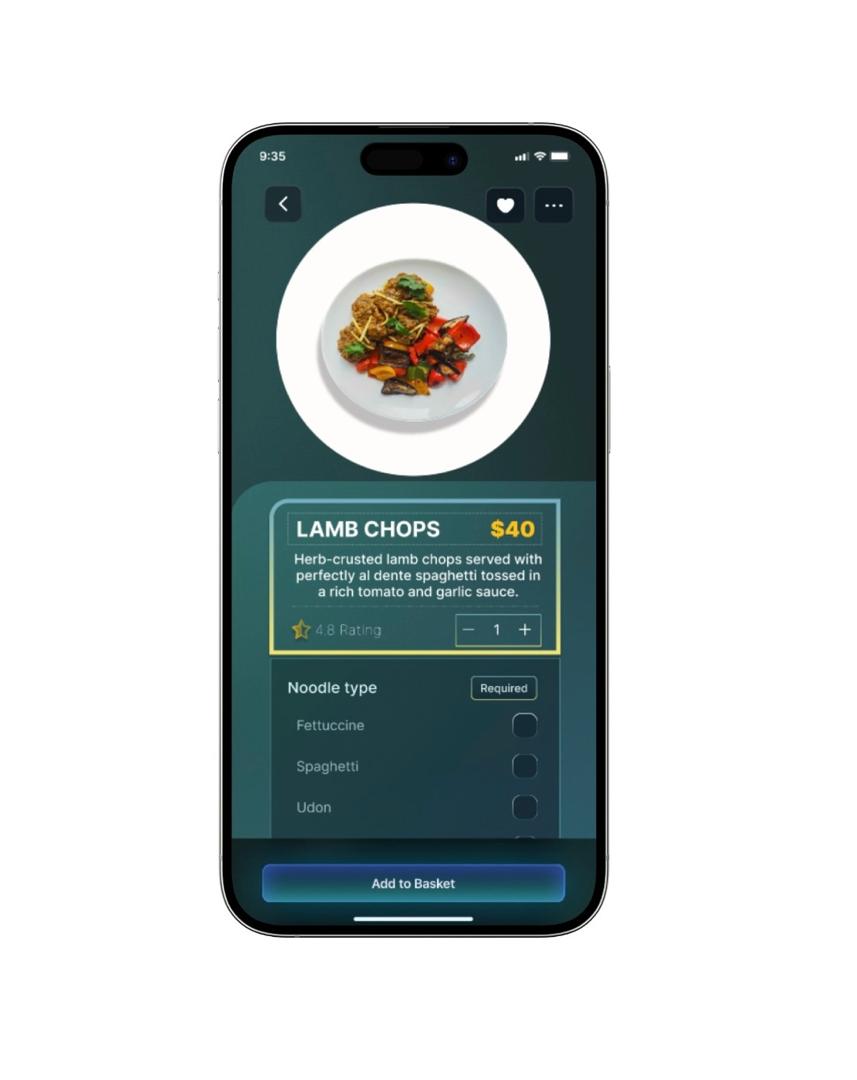 9:35
LAMB CHOPS $40
Herb-crusted lamb chops served with
perfectly al dente spaghetti tossed in
a rich tomato and garlic sauce.
4.8 Rating
− 1 +
Noodle type Required
Fettuccine
Spaghetti
Udon
Add to Basket